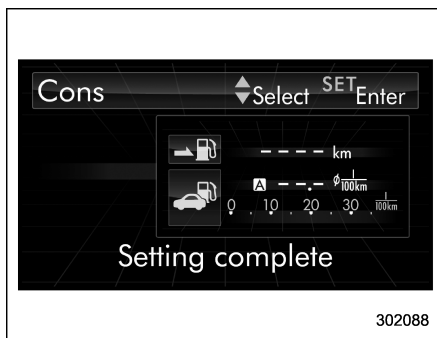 Cons Select SET Enter
---- km
A --.- ø l/100km
0 . 10 . 20 . 30 . l/100km
Setting complete
302088